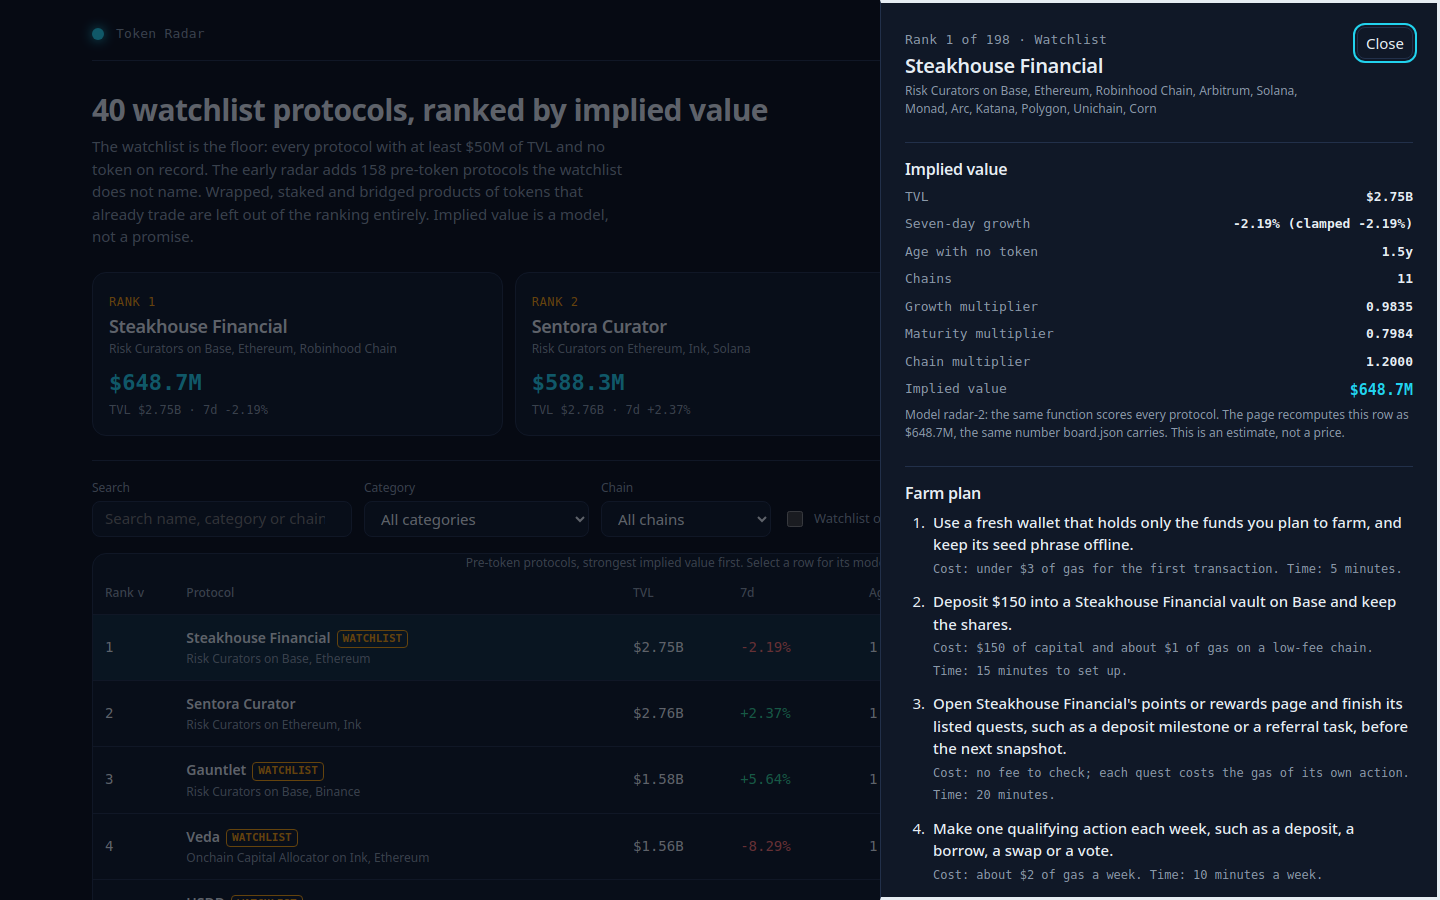 Token Radar
40 watchlist protocols, ranked by implied value
The watchlist is the floor: every protocol with at least $50M of TVL and no
token on record. The early radar adds 158 pre-token protocols the watchlist
does not name. Wrapped, staked and bridged products of tokens that
already trade are left out of the ranking entirely. Implied value is a model,
not a promise.
RANK 1
Steakhouse Financial
Risk Curators on Base, Ethereum, Robinhood Chain
$648.7M
TVL $2.75B · 7d -2.19%
RANK 2
Sentora Curator
Risk Curators on Ethereum, Ink, Solana
$588.3M
TVL $2.76B · 7d +2.37%
Search Category Chain
Search name, category or chain All categories All chains Watchlist o
Pre-token protocols, strongest implied value first. Select a row for its mod
Rank v Protocol TVL 7d
1 Steakhouse Financial WATCHLIST $2.75B -2.19% 1
Risk Curators on Base, Ethereum
2 Sentora Curator $2.76B +2.37% 1
Risk Curators on Ethereum, Ink
3 Gauntlet WATCHLIST $1.58B +5.64% 1
Risk Curators on Base, Binance
4 Veda WATCHLIST $1.56B -8.29% 1
Onchain Capital Allocator on Ink, Ethereum
Rank 1 of 198 · Watchlist
Close
Steakhouse Financial
Risk Curators on Base, Ethereum, Robinhood Chain, Arbitrum, Solana,
Monad, Arc, Katana, Polygon, Unichain, Corn
Implied value
TVL $2.75B
Seven-day growth -2.19% (clamped -2.19%)
Age with no token 1.5y
Chains 11
Growth multiplier 0.9835
Maturity multiplier 0.7984
Chain multiplier 1.2000
Implied value $648.7M
Model radar-2: the same function scores every protocol. The page recomputes this row as
$648.7M, the same number board.json carries. This is an estimate, not a price.
Farm plan
1. Use a fresh wallet that holds only the funds you plan to farm, and
keep its seed phrase offline.
Cost: under $3 of gas for the first transaction. Time: 5 minutes.
2. Deposit $150 into a Steakhouse Financial vault on Base and keep
the shares.
Cost: $150 of capital and about $1 of gas on a low-fee chain.
Time: 15 minutes to set up.
3. Open Steakhouse Financial's points or rewards page and finish its
listed quests, such as a deposit milestone or a referral task, before
the next snapshot.
Cost: no fee to check; each quest costs the gas of its own action.
Time: 20 minutes.
4. Make one qualifying action each week, such as a deposit, a
borrow, a swap or a vote.
Cost: about $2 of gas a week. Time: 10 minutes a week.